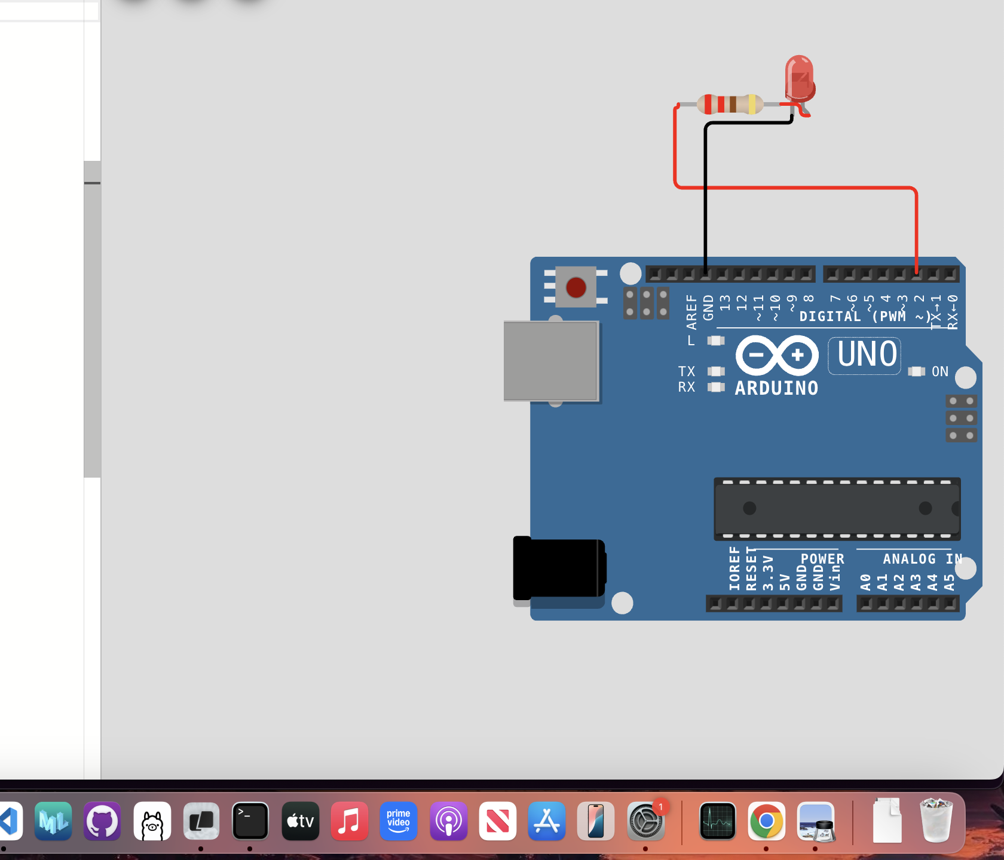 AREF
GND
13
12
~11
~10
~9
8
7
~6
~5
4
~3
2
TX→1
RX←0
DIGITAL (PWM ~)
L
TX
RX
UNO
ON
ARDUINO
IOREF
RESET
3.3V
5V
GND
GND
Vin
POWER
ANALOG IN
A0
A1
A2
A3
A4
A5
>_
tv
prime
video
ML
1